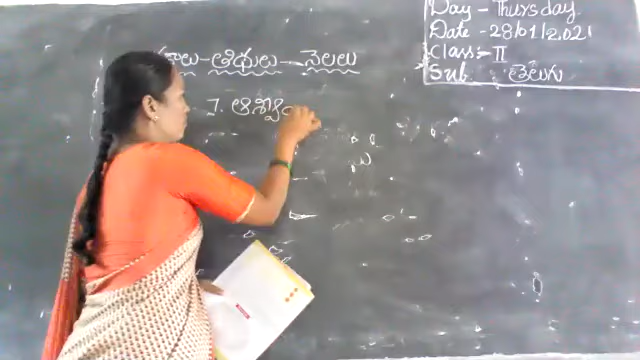 Day - Thursday
Date - 28/01/2021
Class:- II
Sub. తెలుగు
కాలు - తిథులు - నెలలు
7. ఆశ్వ